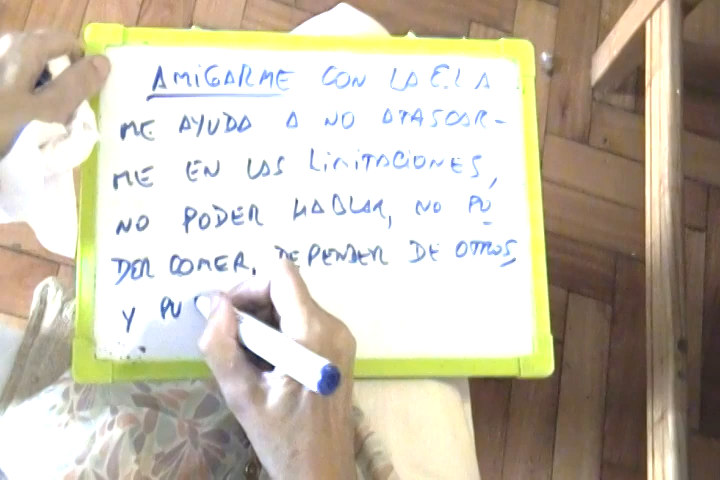 AMIGARME CON LA E.L A
ME AYUDA A NO ATASCAR-
ME EN LAS LIMITACIONES,
NO PODER HABLAR, NO PO
DER COMER, DEPENDER DE OTROS,
Y PU